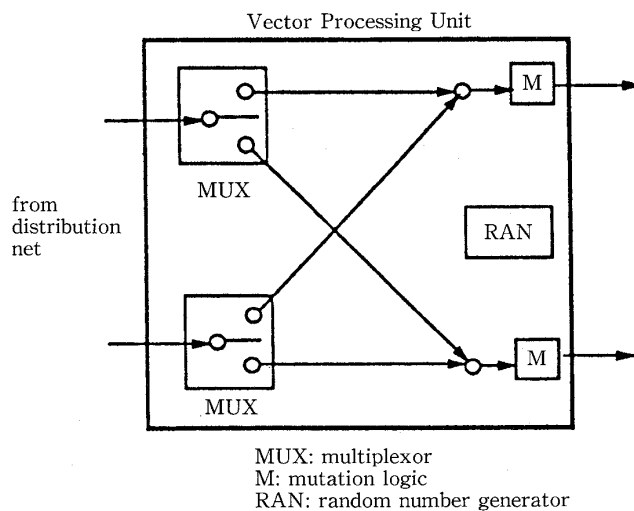 Vector Processing Unit
M
MUX
from
distribution
net
RAN
M
MUX
MUX: multiplexor
M: mutation logic
RAN: random number generator